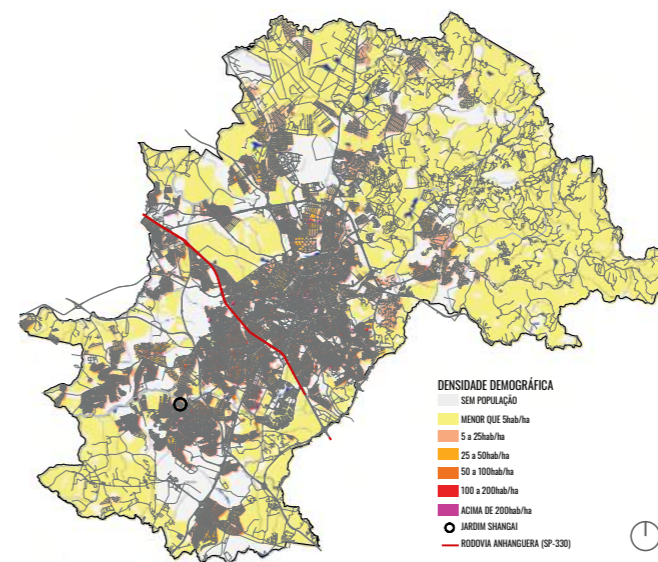 DENSIDADE DEMOGRÁFICA
SEM POPULAÇÃO
MENOR QUE 5hab/ha
5 a 25hab/ha
25 a 50hab/ha
50 a 100hab/ha
100 a 200hab/ha
ACIMA DE 200hab/ha
JARDIM SHANGAI
RODOVIA ANHANGUERA (SP-330)